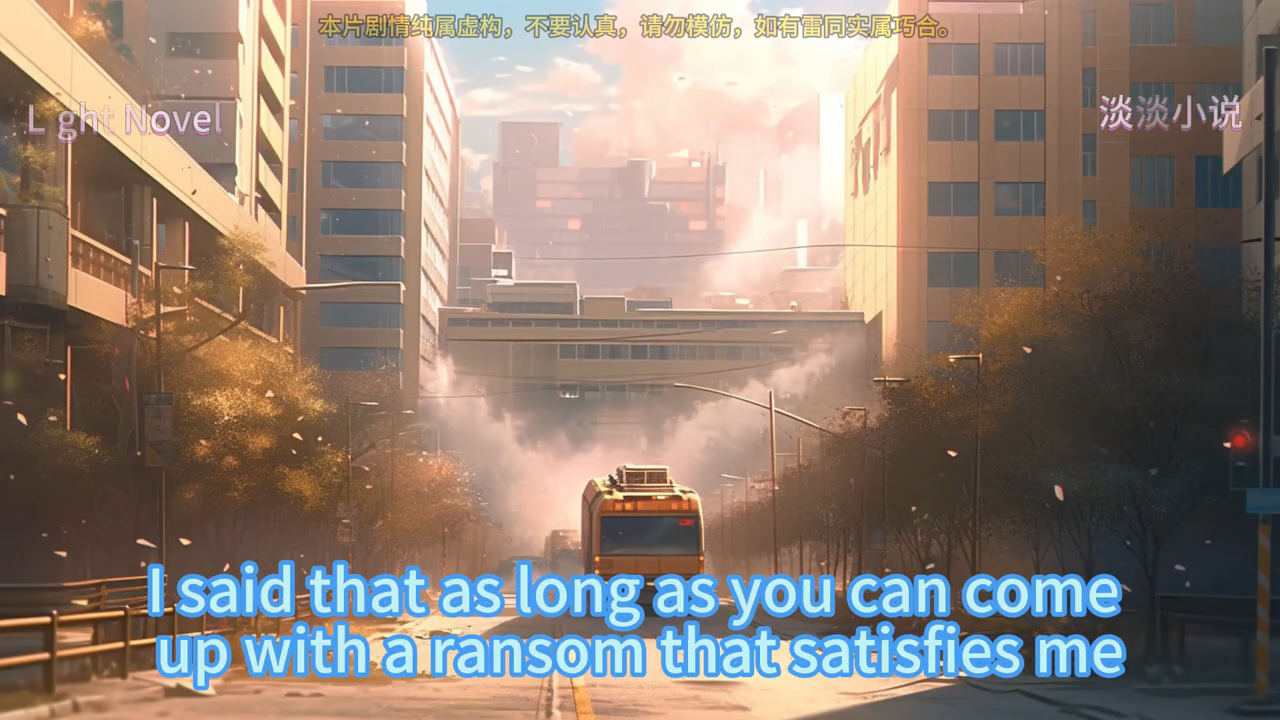 本片剧情纯属虚构，不要认真，请勿模仿，如有雷同实属巧合。
L ght Novel
淡淡小说
I said that as long as you can come
up with a ransom that satisfies me